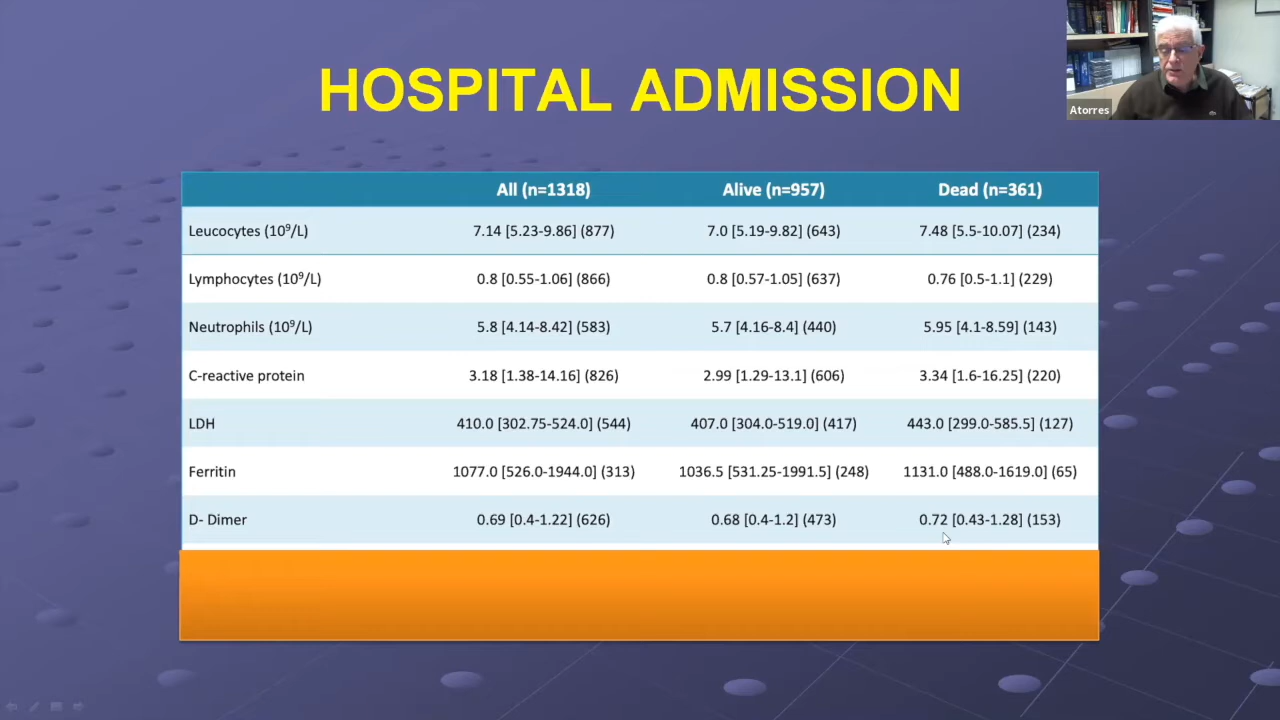 HOSPITAL ADMISSION
Atorres
All (n=1318) Alive (n=957) Dead (n=361)
Leucocytes (10⁹/L) 7.14 [5.23-9.86] (877) 7.0 [5.19-9.82] (643) 7.48 [5.5-10.07] (234)
Lymphocytes (10⁹/L) 0.8 [0.55-1.06] (866) 0.8 [0.57-1.05] (637) 0.76 [0.5-1.1] (229)
Neutrophils (10⁹/L) 5.8 [4.14-8.42] (583) 5.7 [4.16-8.4] (440) 5.95 [4.1-8.59] (143)
C-reactive protein 3.18 [1.38-14.16] (826) 2.99 [1.29-13.1] (606) 3.34 [1.6-16.25] (220)
LDH 410.0 [302.75-524.0] (544) 407.0 [304.0-519.0] (417) 443.0 [299.0-585.5] (127)
Ferritin 1077.0 [526.0-1944.0] (313) 1036.5 [531.25-1991.5] (248) 1131.0 [488.0-1619.0] (65)
D- Dimer 0.69 [0.4-1.22] (626) 0.68 [0.4-1.2] (473) 0.72 [0.43-1.28] (153)